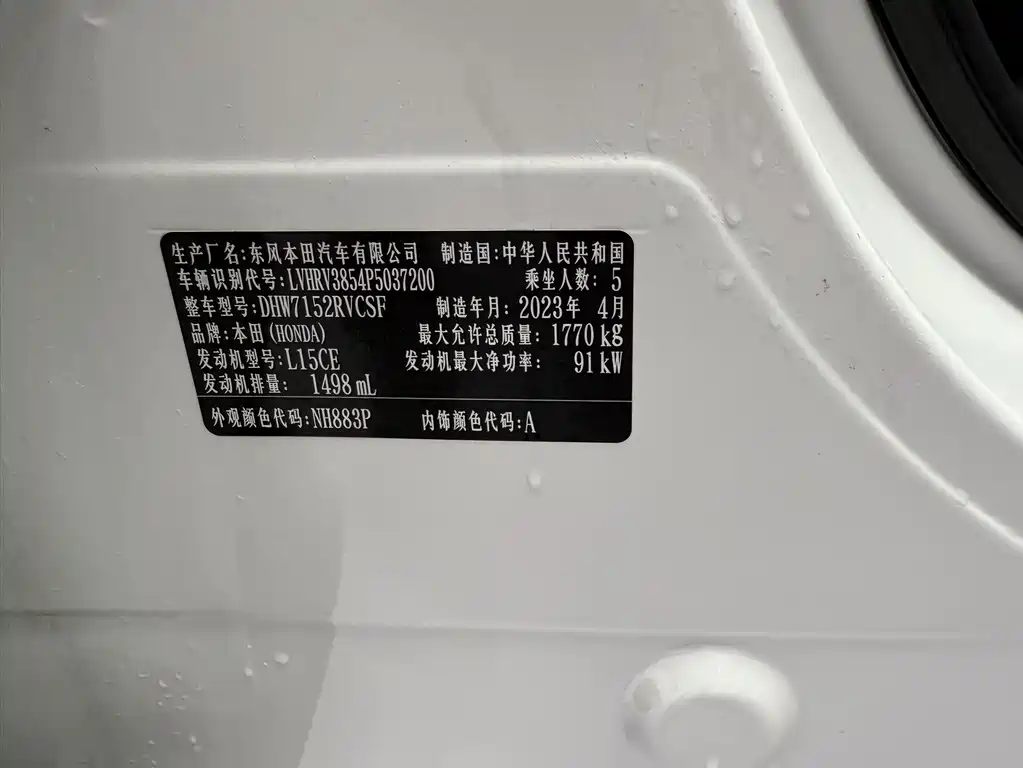 生产厂名:东风本田汽车有限公司 制造国:中华人民共和国
车辆识别代号:LVHRV3854P5037200 乘坐人数: 5
整车型号:DHW7152RVCSF 制造年月: 2023年 4月
品牌:本田(HONDA) 最大允许总质量: 1770 kg
发动机型号:L15CE 发动机最大净功率: 91 kW
发动机排量: 1498 mL
外观颜色代码:NH883P 内饰颜色代码:A